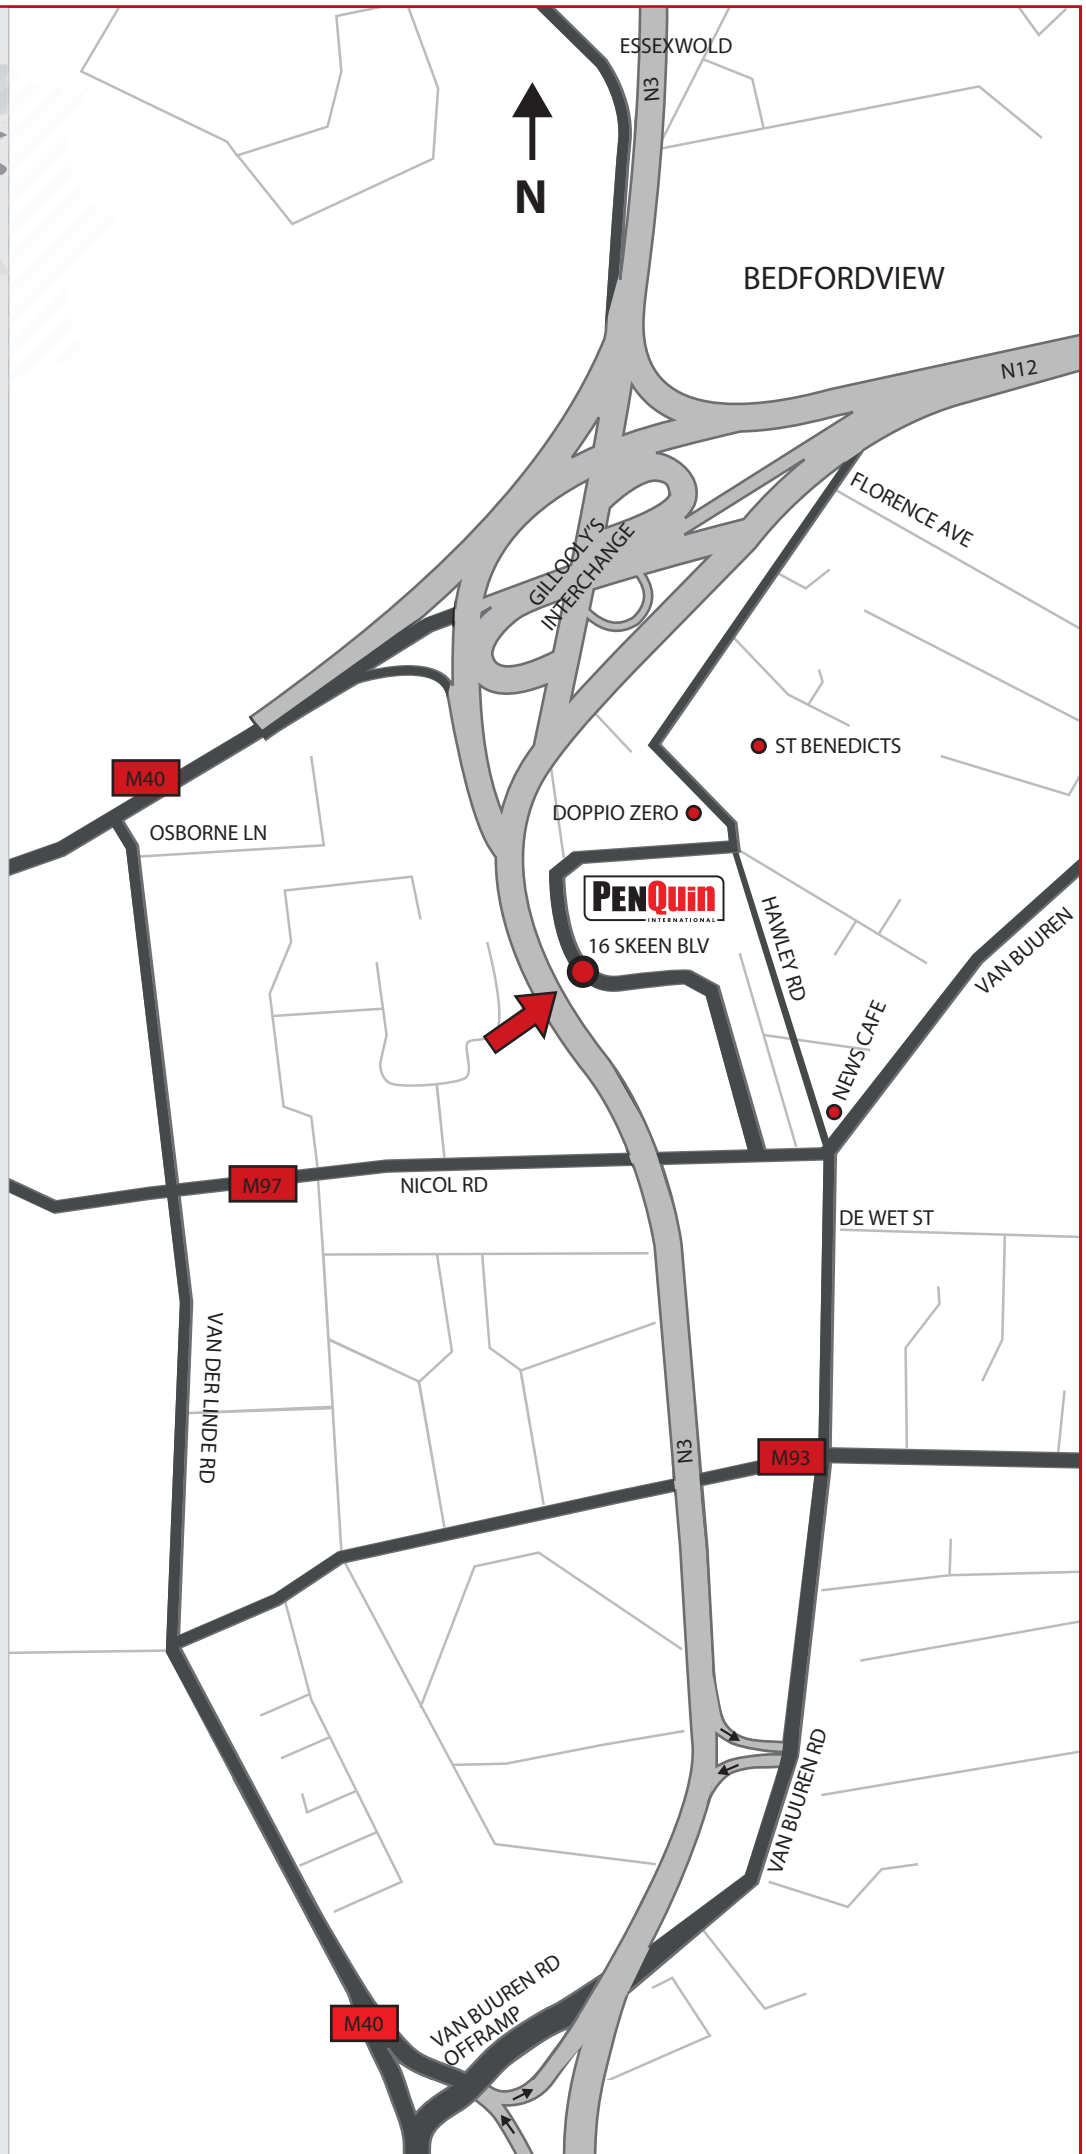 ESSEXWOLD
N3
N
BEDFORDVIEW
N12
FLORENCE AVE
GILLOOLY'S
INTERCHANGE
ST BENEDICTS
M40
DOPPIO ZERO
OSBORNE LN
PENQuin
INTERNATIONAL
HAWLEY RD
16 SKEEN BLV
VAN BUUREN
NEWS CAFE
M97
NICOL RD
DE WET ST
VAN DER LINDE RD
N3
M93
VAN BUUREN RD
VAN BUUREN RD
OFFRAMP
M40